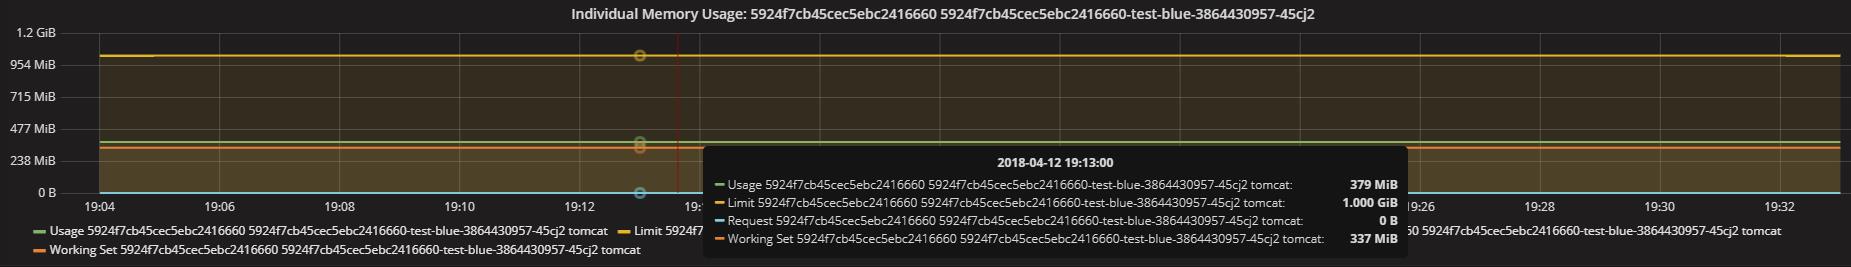 Individual Memory Usage: 5924f7cb45cec5ebc2416660 5924f7cb45cec5ebc2416660-test-blue-3864430957-45cj2
1.2 GiB
954 MiB
715 MiB
477 MiB
238 MiB
0 B
19:04 19:06 19:08 19:10 19:12 19:26 19:28 19:30 19:32
2018-04-12 19:13:00
Usage 5924f7cb45cec5ebc2416660 5924f7cb45cec5ebc2416660-test-blue-3864430957-45cj2 tomcat: 379 MiB
Limit 5924f7cb45cec5ebc2416660 5924f7cb45cec5ebc2416660-test-blue-3864430957-45cj2 tomcat: 1.000 GiB
Request 5924f7cb45cec5ebc2416660 5924f7cb45cec5ebc2416660-test-blue-3864430957-45cj2 tomcat: 0 B
Working Set 5924f7cb45cec5ebc2416660 5924f7cb45cec5ebc2416660-test-blue-3864430957-45cj2 tomcat: 337 MiB
Usage 5924f7cb45cec5ebc2416660 5924f7cb45cec5ebc2416660-test-blue-3864430957-45cj2 tomcat Limit 5924f7 60 5924f7cb45cec5ebc2416660-test-blue-3864430957-45cj2 tomcat
Working Set 5924f7cb45cec5ebc2416660 5924f7cb45cec5ebc2416660-test-blue-3864430957-45cj2 tomcat